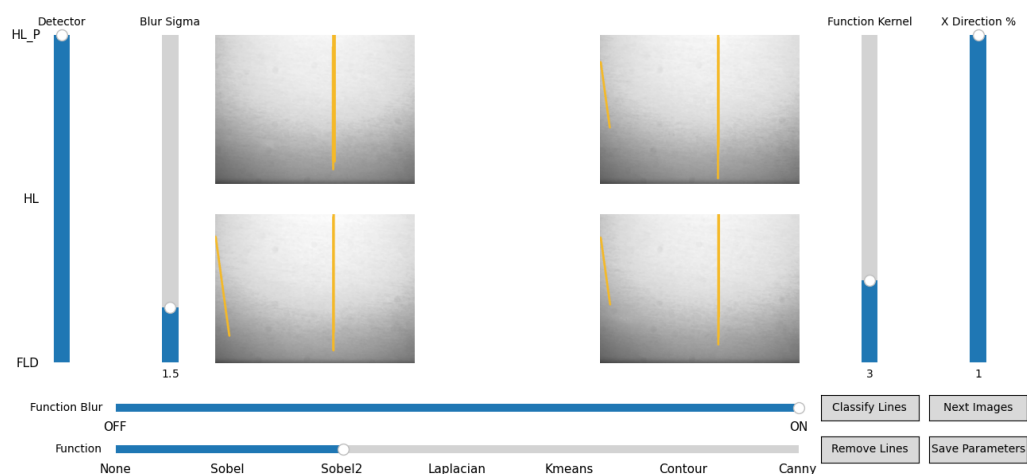 Detector
Blur Sigma
Function Kernel
X Direction %
HL_P
HL
FLD
1.5
3
1
Function Blur
OFF
ON
Classify Lines
Next Images
Function
None
Sobel
Sobel2
Laplacian
Kmeans
Contour
Canny
Remove Lines
Save Parameters